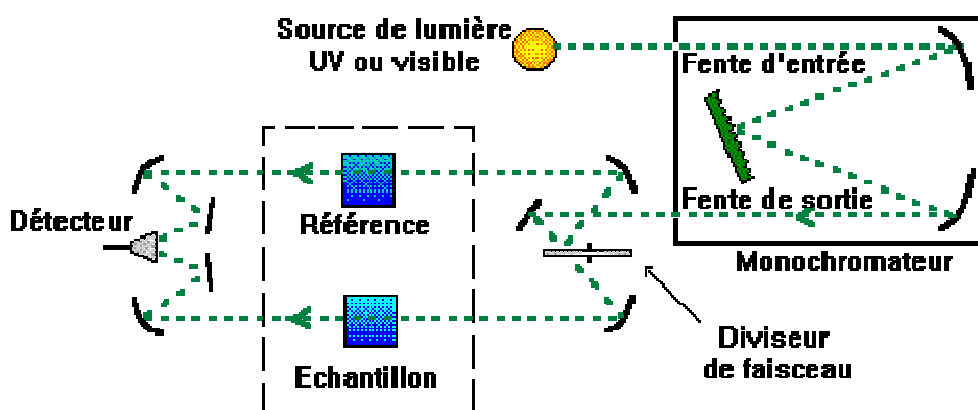 Source de lumière
UV ou visible
Fente d'entrée
Fente de sortie
Monochromateur
Référence
Détecteur
Echantillon
Diviseur
de faisceau